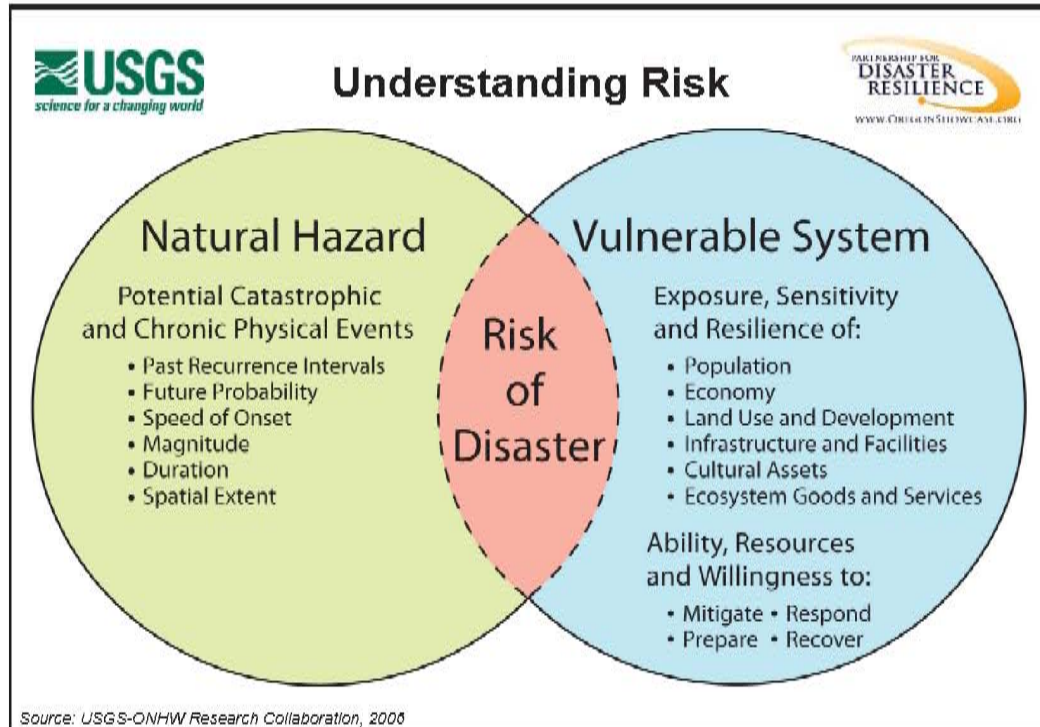 USGS
science for a changing world
Understanding Risk
PARTNERSHIP FOR
DISASTER
RESILIENCE
WWW.OREGONSHOWCASE.ORG
Natural Hazard
Potential Catastrophic
and Chronic Physical Events
• Past Recurrence Intervals
• Future Probability
• Speed of Onset
• Magnitude
• Duration
• Spatial Extent
Risk
of
Disaster
Vulnerable System
Exposure, Sensitivity
and Resilience of:
• Population
• Economy
• Land Use and Development
• Infrastructure and Facilities
• Cultural Assets
• Ecosystem Goods and Services
Ability, Resources
and Willingness to:
• Mitigate • Respond
• Prepare • Recover
Source: USGS-ONHW Research Collaboration, 2006